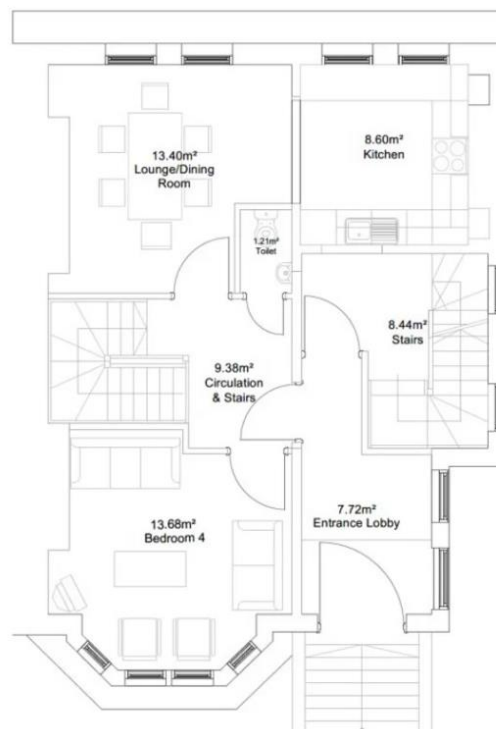 13.40m²
Lounge/Dining
Room
8.60m²
Kitchen
1.21m²
Toilet
8.44m²
Stairs
9.38m²
Circulation
& Stairs
13.68m²
Bedroom 4
7.72m²
Entrance Lobby